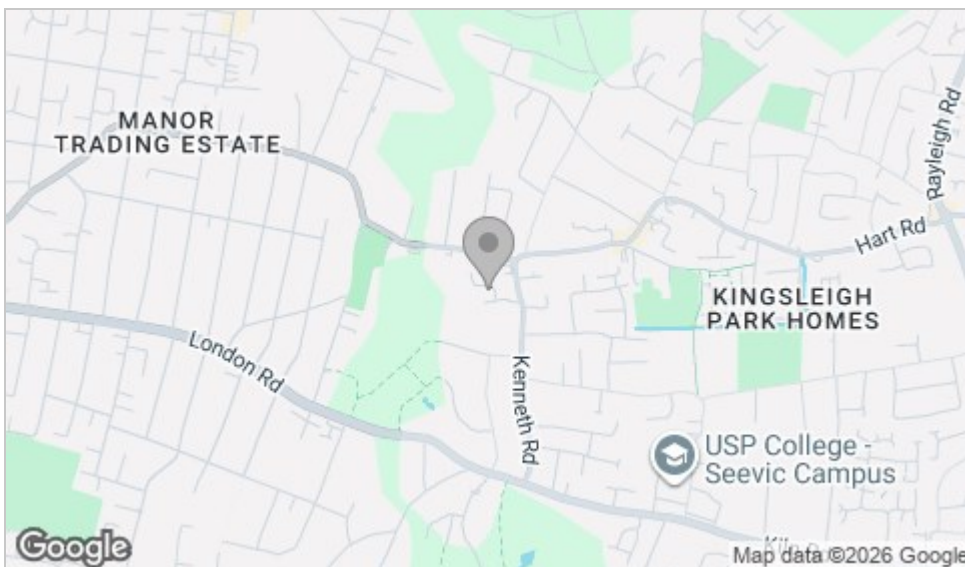 MANOR
TRADING ESTATE
Rayleigh Rd
Hart Rd
KINGSLEIGH
PARK HOMES
London Rd
Kenneth Rd
USP College -
Seevic Campus
Google
Map data ©2026 Google